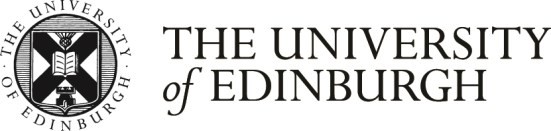 THE UNIVERSITY
· OF EDINBURGH ·
THE UNIVERSITY
of EDINBURGH